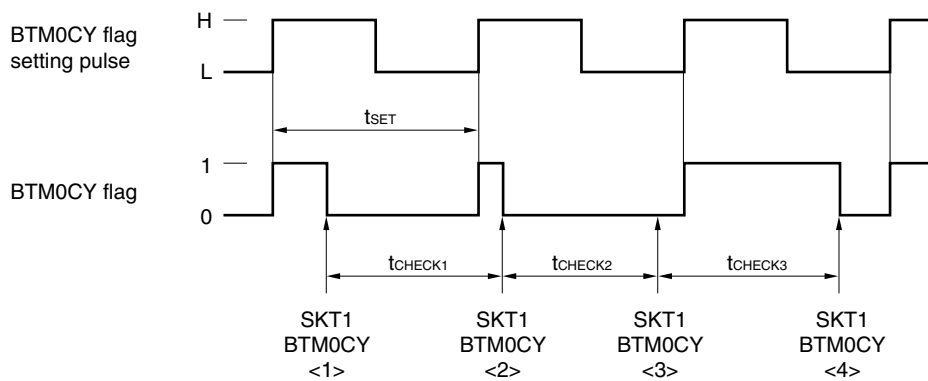 BTM0CY flag
setting pulse
H
L
tSET
BTM0CY flag
1
0
tCHECK1
tCHECK2
tCHECK3
SKT1
BTM0CY
<1>
SKT1
BTM0CY
<2>
SKT1
BTM0CY
<3>
SKT1
BTM0CY
<4>